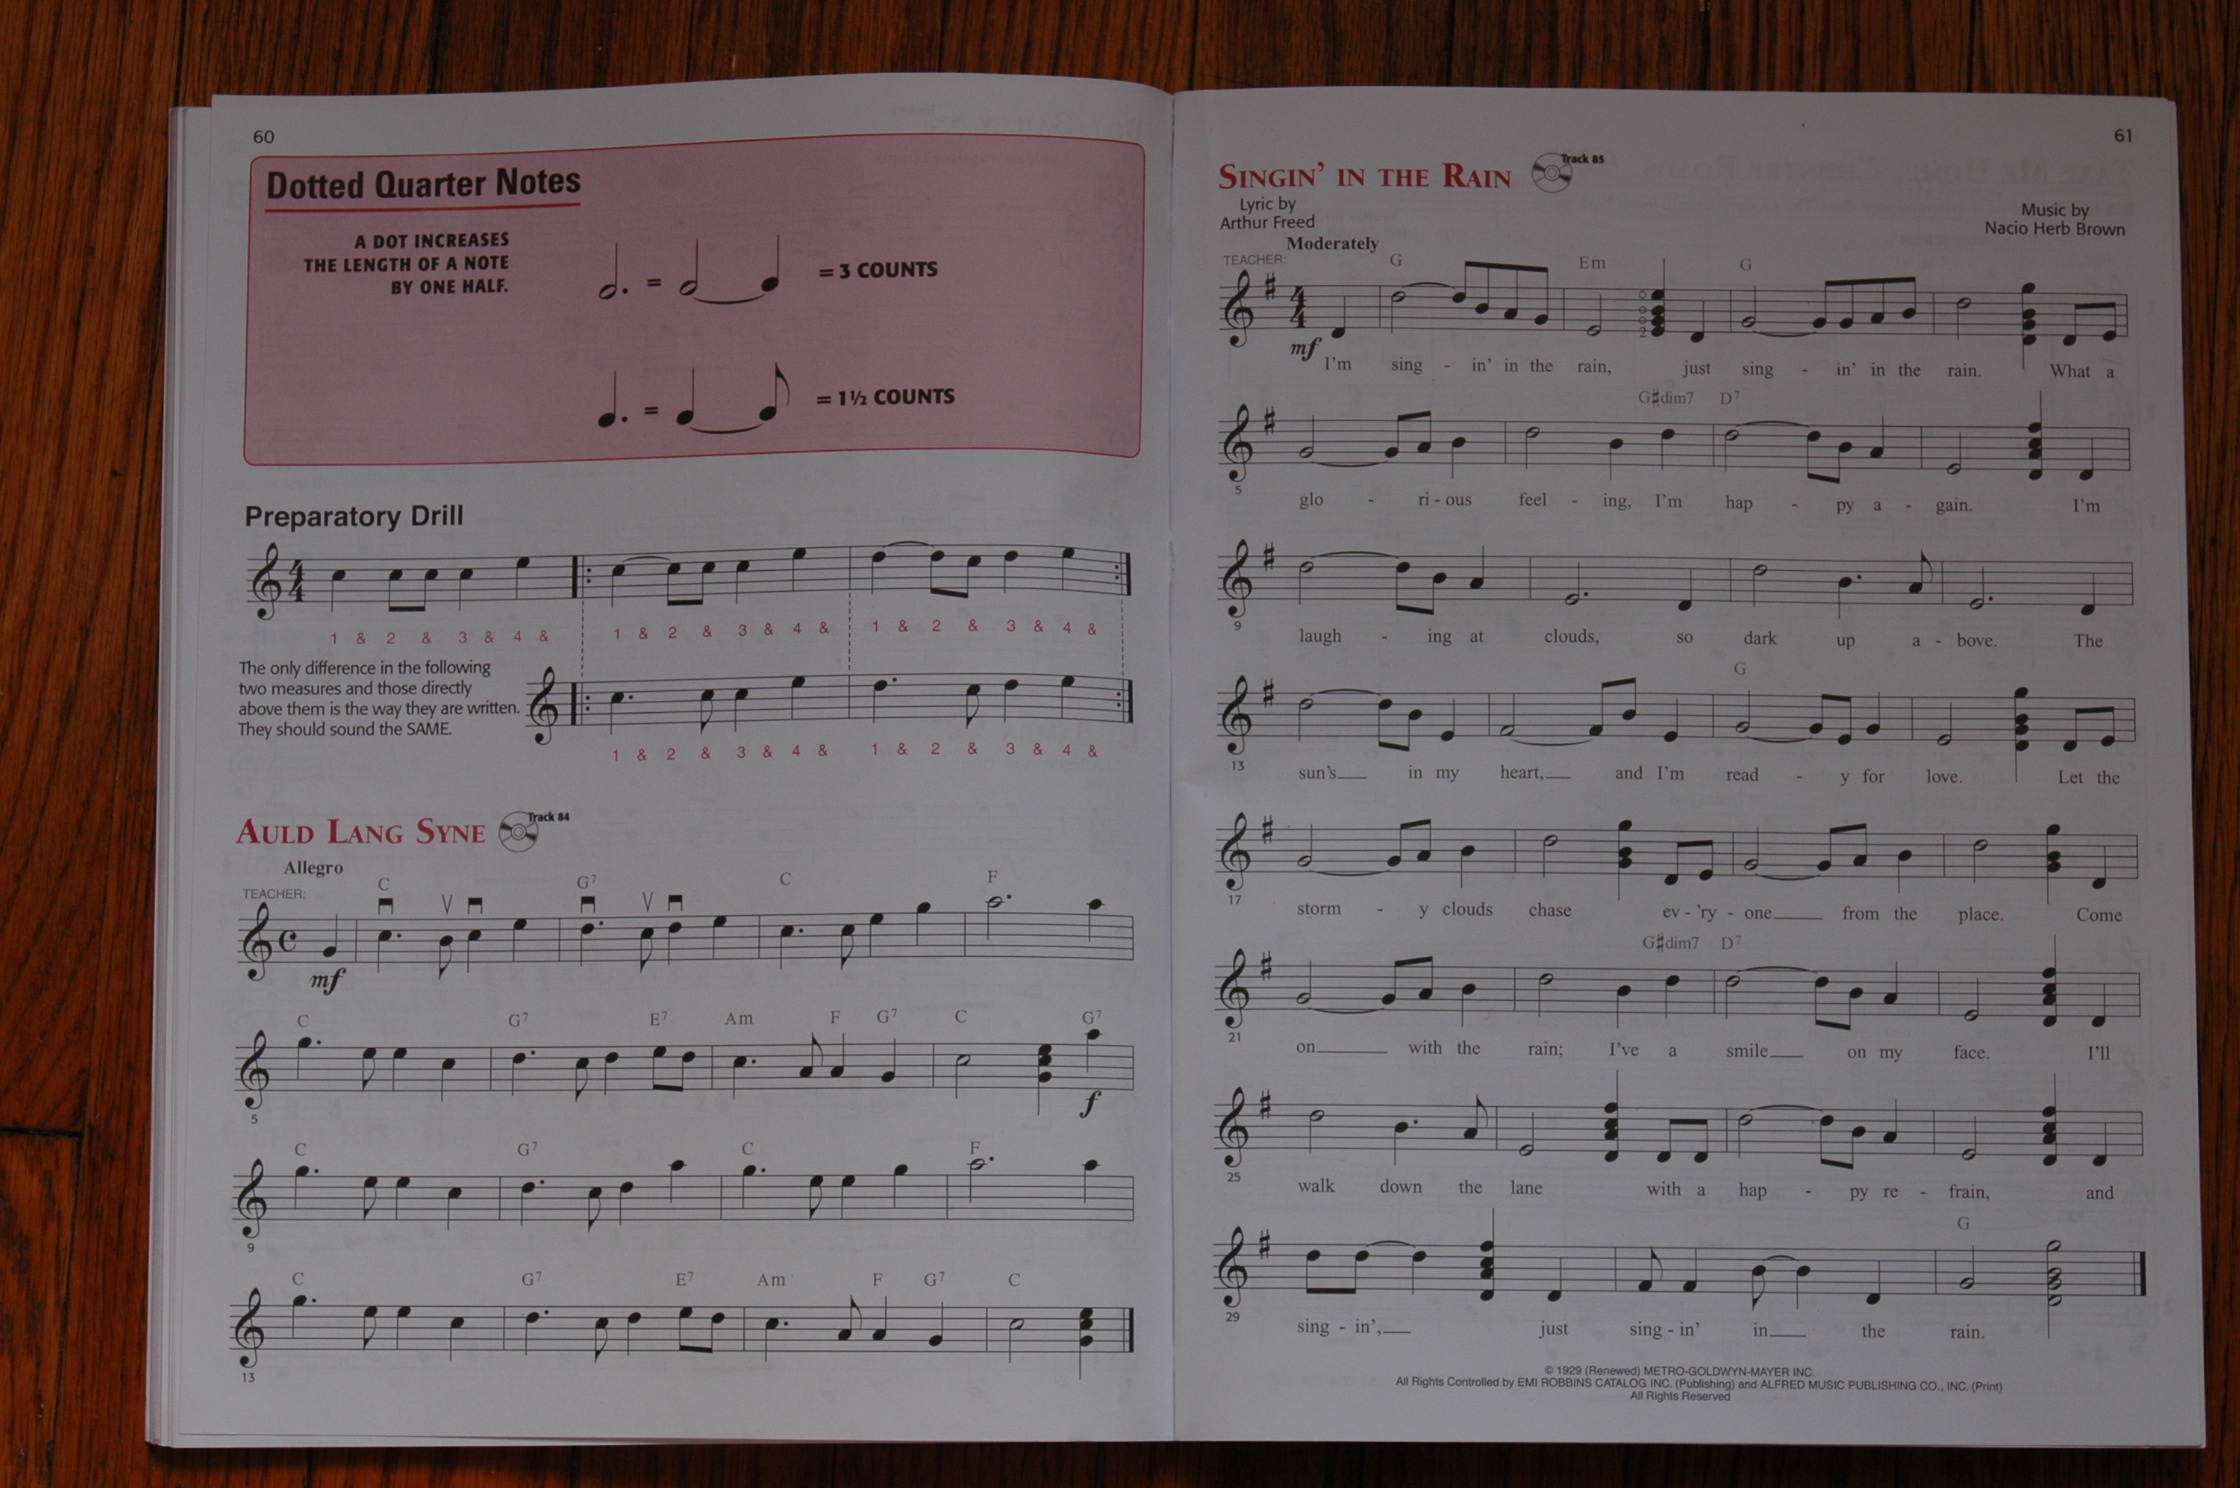 60
Dotted Quarter Notes
A DOT INCREASES
THE LENGTH OF A NOTE
BY ONE HALF.
= = 3 COUNTS
= = 1½ COUNTS
Preparatory Drill
4
4
1 & 2 & 3 & 4 & 1 & 2 & 3 & 4 & 1 & 2 & 3 & 4 &
The only difference in the following
two measures and those directly
above them is the way they are written.
They should sound the SAME.
1 & 2 & 3 & 4 & 1 & 2 & 3 & 4 &
AULD LANG SYNE Track 84
Allegro
TEACHER: C G7 C F
mf
C G7 E7 Am F G7 C G7
5
f
C G7 C F
9
C G7 E7 Am F G7 C
13
61
SINGIN' IN THE RAIN Track 85
Lyric by
Arthur Freed
Music by
Nacio Herb Brown
Moderately
TEACHER: G Em G
4
4
2
mf
I'm sing - in' in the rain, just sing - in' in the rain. What a
G♯dim7 D7
5
glo - ri - ous feel - ing, I'm hap - py a - gain. I'm
9
laugh - ing at clouds, so dark up a - bove. The
G
13
sun's in my heart, and I'm read - y for love. Let the
17
storm - y clouds chase ev - 'ry - one from the place. Come
G♯dim7 D7
21
on with the rain; I've a smile on my face. I'll
25
walk down the lane with a hap - py re - frain, and
G
29
sing - in', just sing - in' in the rain.
© 1929 (Renewed) METRO-GOLDWYN-MAYER INC.
All Rights Controlled by EMI ROBBINS CATALOG INC. (Publishing) and ALFRED MUSIC PUBLISHING CO., INC. (Print)
All Rights Reserved